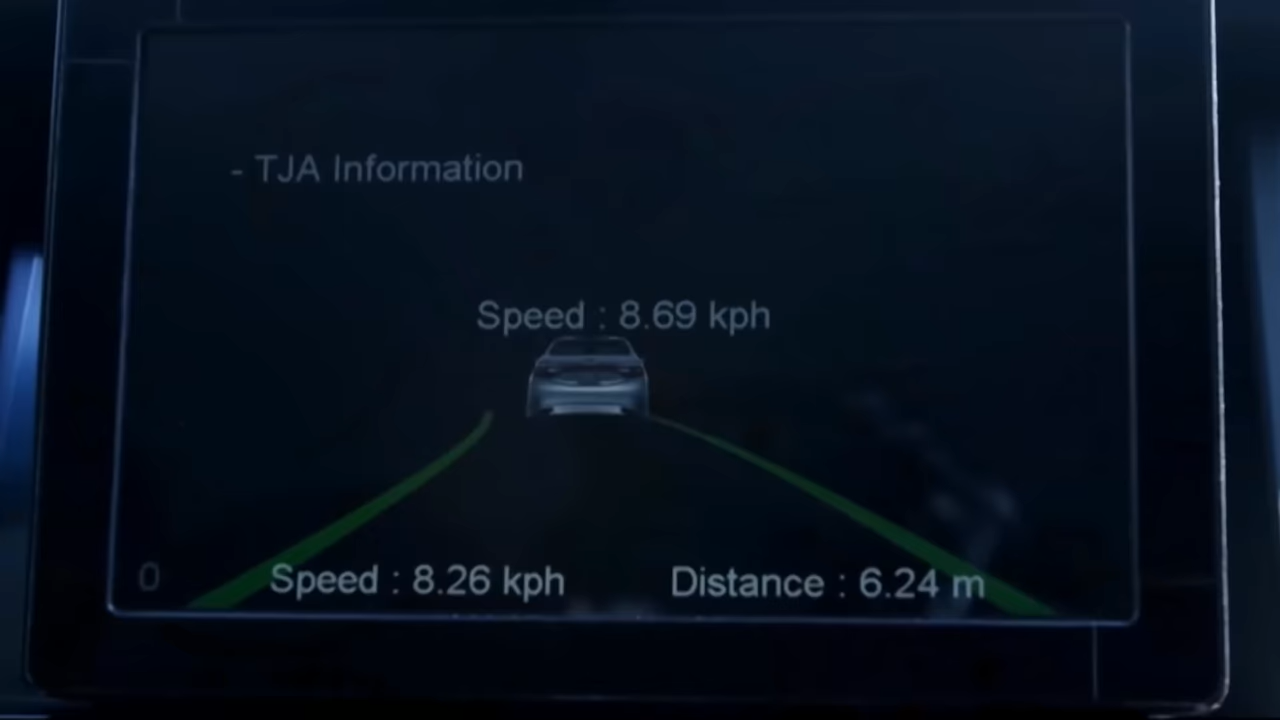 - TJA Information
Speed : 8.69 kph
0
Speed : 8.26 kph
Distance : 6.24 m